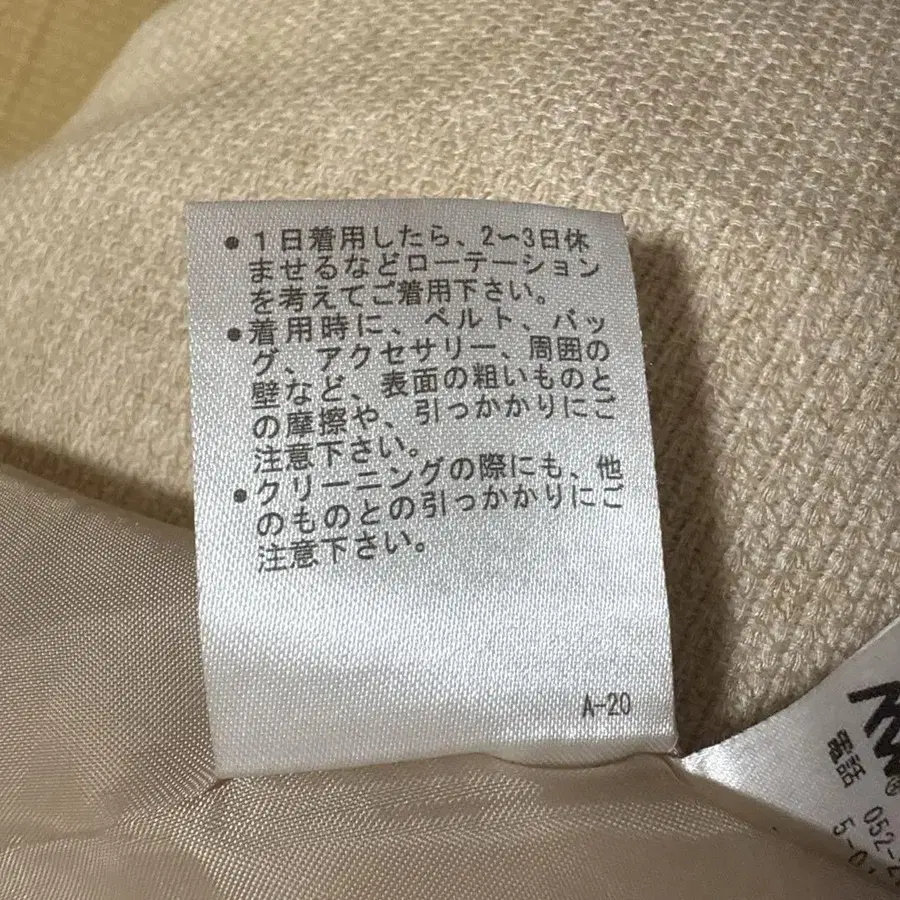 •1日着用したら、2〜3日休
ませるなどローテーション
を考えてご着用下さい。
•着用時に、ベルト、バッ
グ、アクセサリー、周囲の
壁など、表面の粗いものと
の摩擦や、引っかかりにご
注意下さい。
•クリーニングの際にも、他
のものとの引っかかりにご
注意下さい。
A-20
電話
052-2
5-0